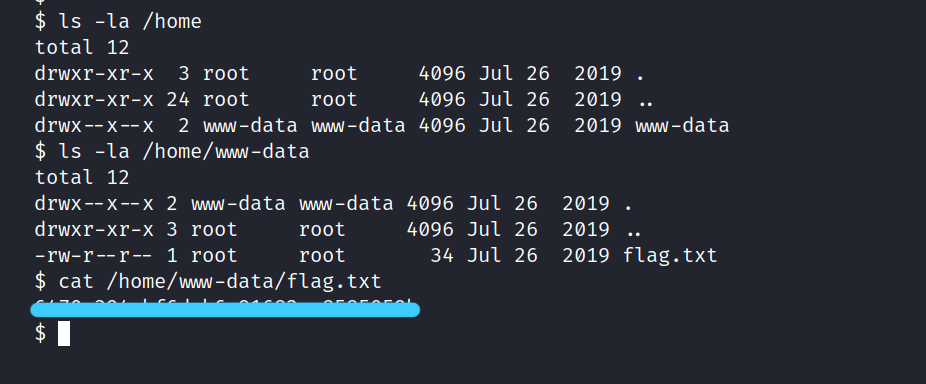 $ ls -la /home
total 12
drwxr-xr-x  3 root     root     4096 Jul 26  2019 .
drwxr-xr-x 24 root     root     4096 Jul 26  2019 ..
drwx--x--x  2 www-data www-data 4096 Jul 26  2019 www-data
$ ls -la /home/www-data
total 12
drwx--x--x 2 www-data www-data 4096 Jul 26  2019 .
drwxr-xr-x 3 root     root     4096 Jul 26  2019 ..
-rw-r--r-- 1 root     root       34 Jul 26  2019 flag.txt
$ cat /home/www-data/flag.txt
$